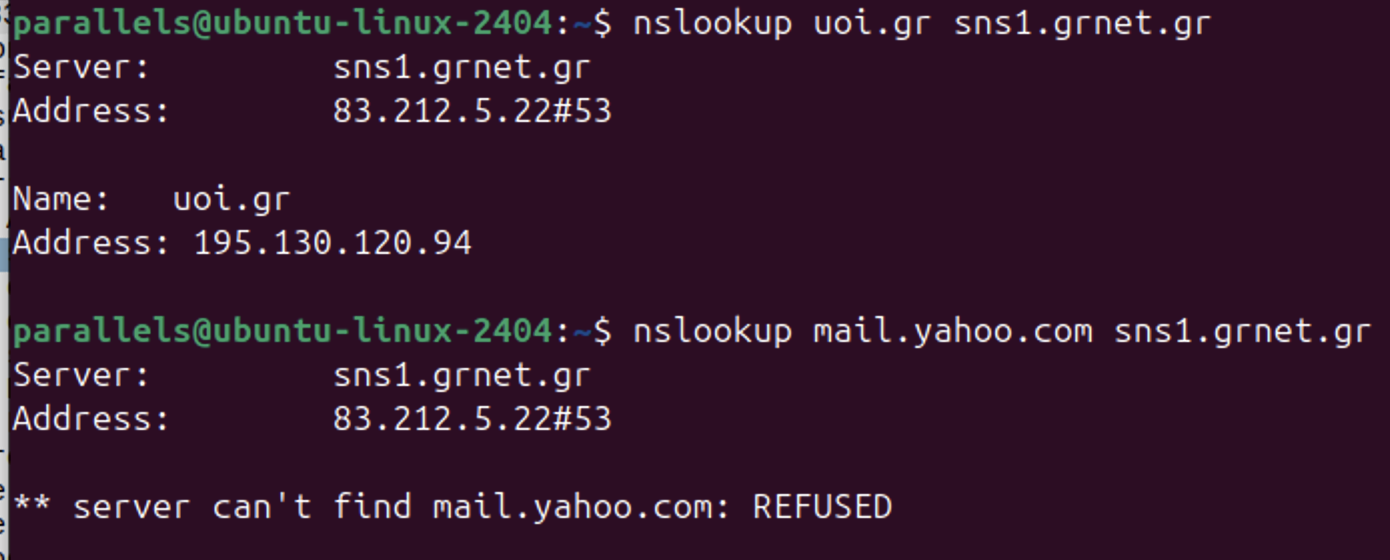 parallels@ubuntu-linux-2404:~$ nslookup uoi.gr sns1.grnet.gr
Server:		sns1.grnet.gr
Address:	83.212.5.22#53
Name:	uoi.gr
Address: 195.130.120.94
parallels@ubuntu-linux-2404:~$ nslookup mail.yahoo.com sns1.grnet.gr
Server:		sns1.grnet.gr
Address:	83.212.5.22#53
** server can't find mail.yahoo.com: REFUSED